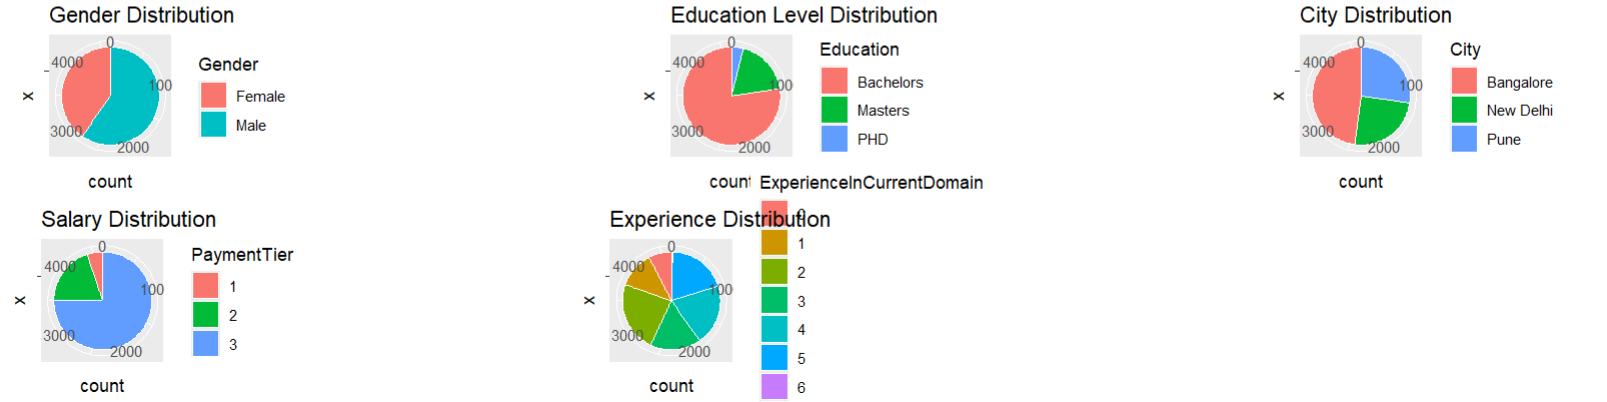 Gender Distribution
0
4000
100
3000
2000
x
count
Gender
Female
Male
Education Level Distribution
0
4000
100
3000
2000
x
count
Education
Bachelors
Masters
PHD
City Distribution
0
4000
100
3000
2000
x
count
City
Bangalore
New Delhi
Pune
Salary Distribution
0
4000
100
3000
2000
x
count
PaymentTier
1
2
3
Experience Distribution
0
4000
100
3000
2000
x
count
ExperienceInCurrentDomain
0
1
2
3
4
5
6